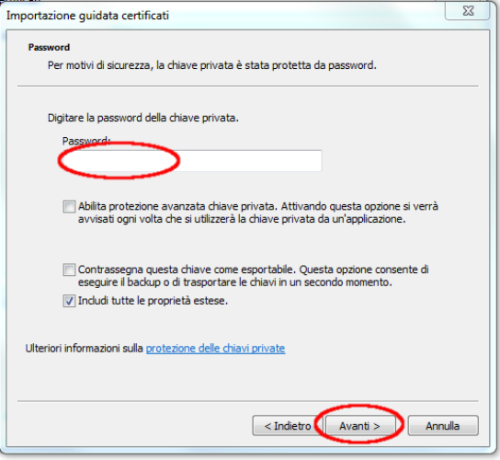 Importazione guidata certificati
Password
Per motivi di sicurezza, la chiave privata è stata protetta da password.
Digitare la password della chiave privata.
Password:
Abilita protezione avanzata chiave privata. Attivando questa opzione si verrà
avvisati ogni volta che si utilizzerà la chiave privata da un'applicazione.
Contrassegna questa chiave come esportabile. Questa opzione consente di
eseguire il backup o di trasportare le chiavi in un secondo momento.
Includi tutte le proprietà estese.
Ulteriori informazioni sulla protezione delle chiavi private
< Indietro Avanti > Annulla